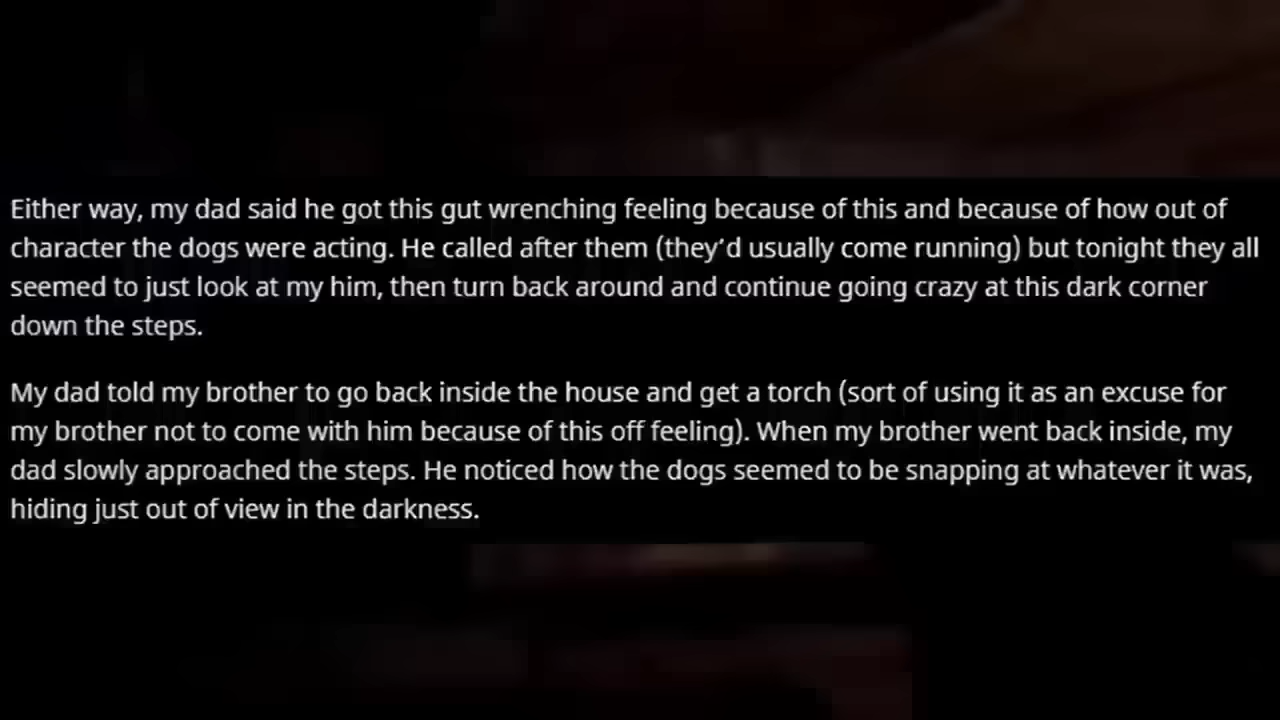 Either way, my dad said he got this gut wrenching feeling because of this and because of how out of
character the dogs were acting. He called after them (they’d usually come running) but tonight they all
seemed to just look at my him, then turn back around and continue going crazy at this dark corner
down the steps.
My dad told my brother to go back inside the house and get a torch (sort of using it as an excuse for
my brother not to come with him because of this off feeling). When my brother went back inside, my
dad slowly approached the steps. He noticed how the dogs seemed to be snapping at whatever it was,
hiding just out of view in the darkness.